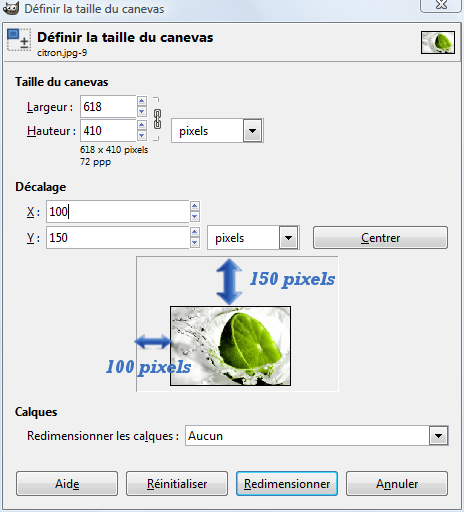 Définir la taille du canevas
Définir la taille du canevas
citron.jpg-9
Taille du canevas
Largeur : 618
Hauteur : 410 pixels
618 x 410 pixels
72 ppp
Décalage
X : 100
Y : 150 pixels Centrer
150 pixels
100 pixels
Calques
Redimensionner les calques : Aucun
Aide Réinitialiser Redimensionner Annuler